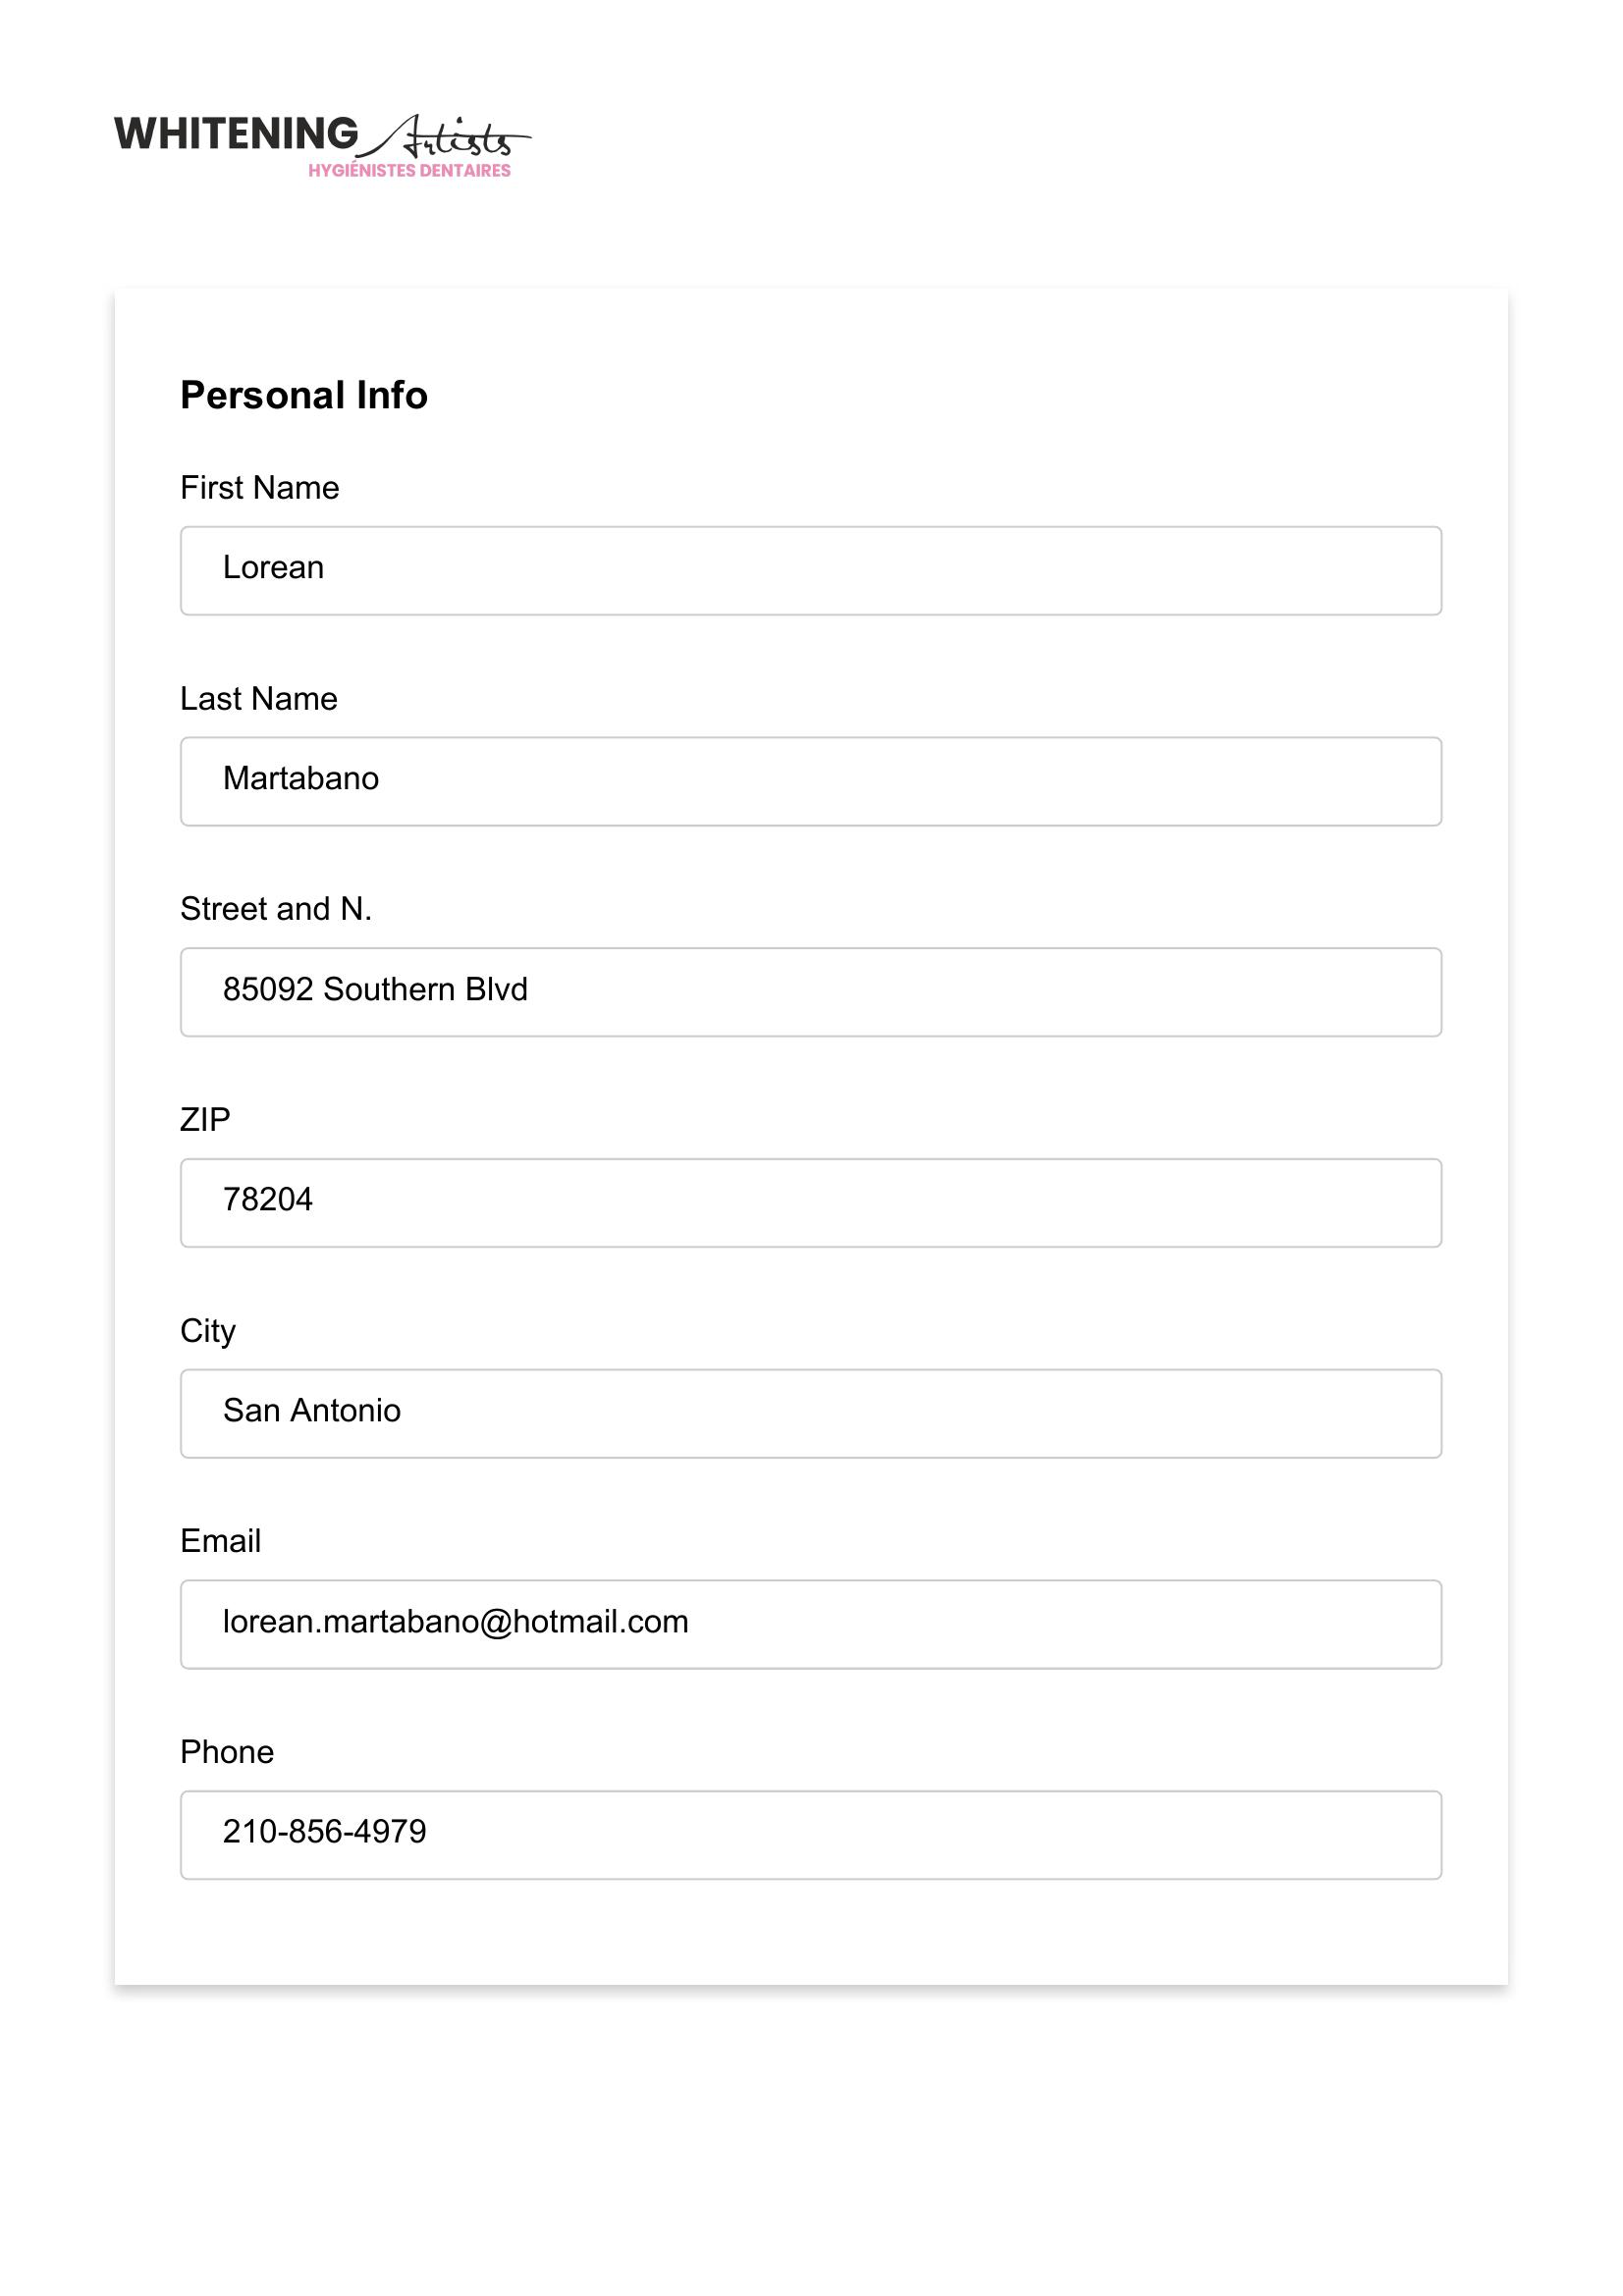 WHITENING Artists
HYGIÉNISTES DENTAIRES
Personal Info
First Name
Lorean
Last Name
Martabano
Street and N.
85092 Southern Blvd
ZIP
78204
City
San Antonio
Email
lorean.martabano@hotmail.com
Phone
210-856-4979